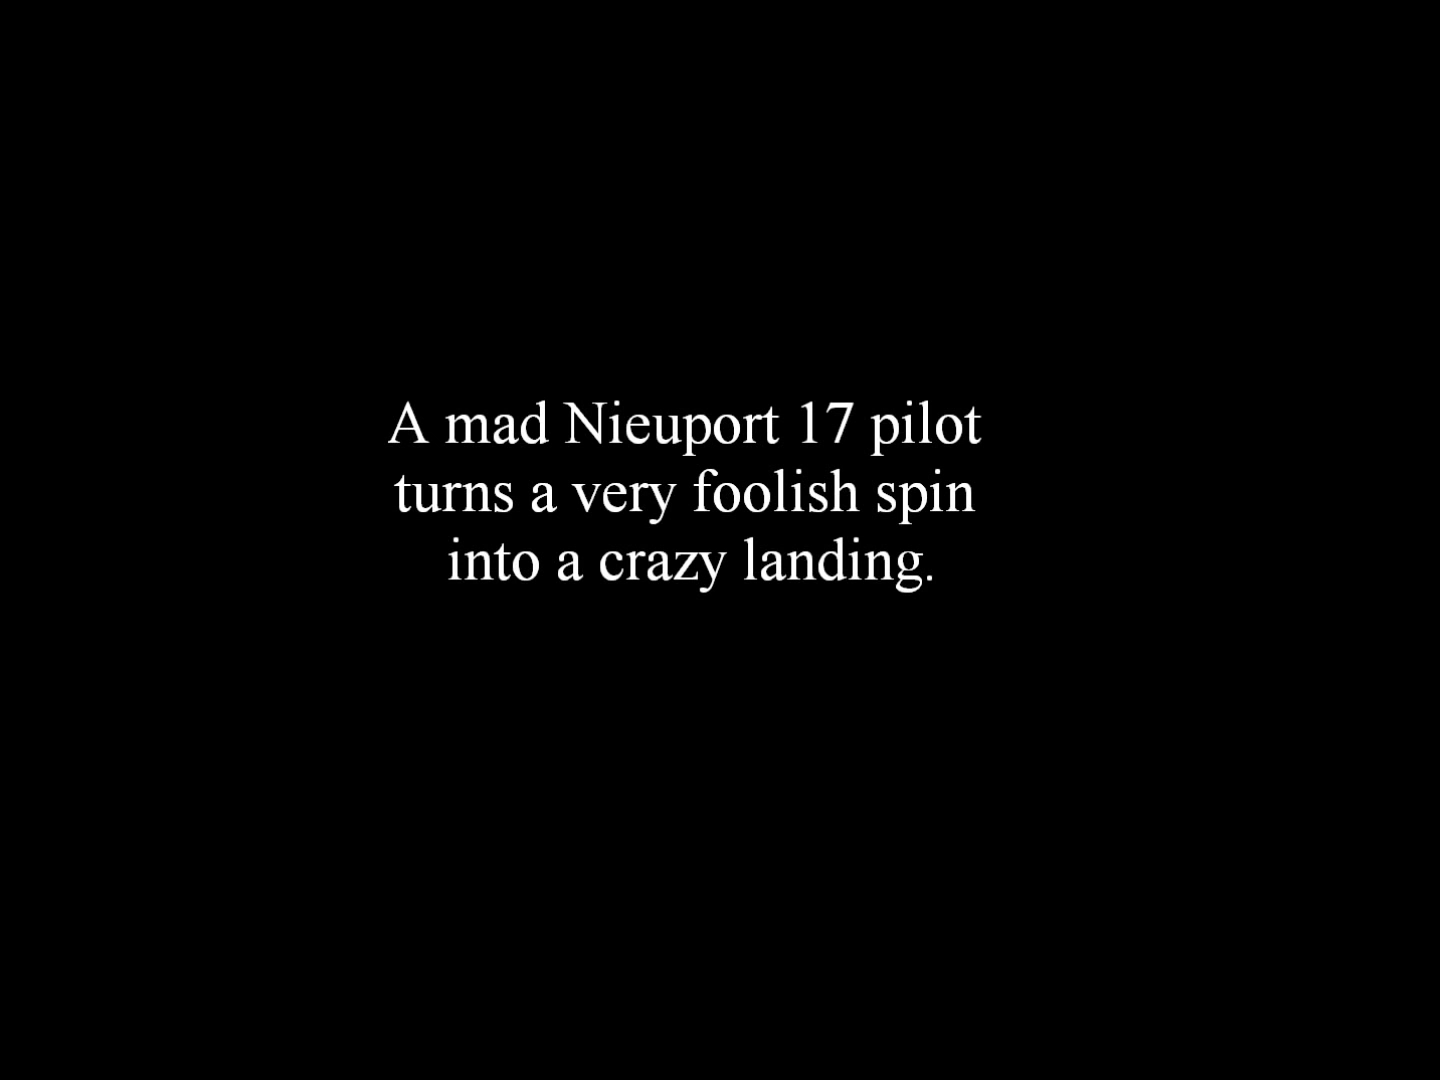 A mad Nieuport 17 pilot
turns a very foolish spin
into a crazy landing.